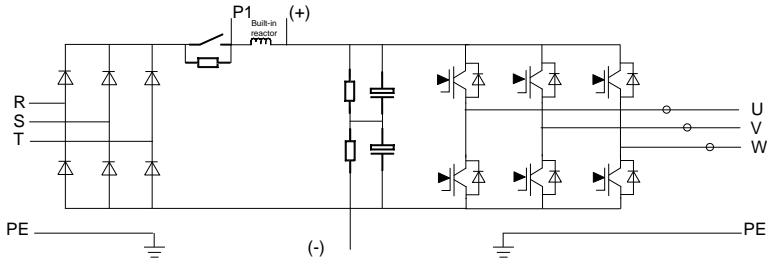 P1
(+)
Built-in
reactor
R
S
T
U
V
W
PE
PE
(-)